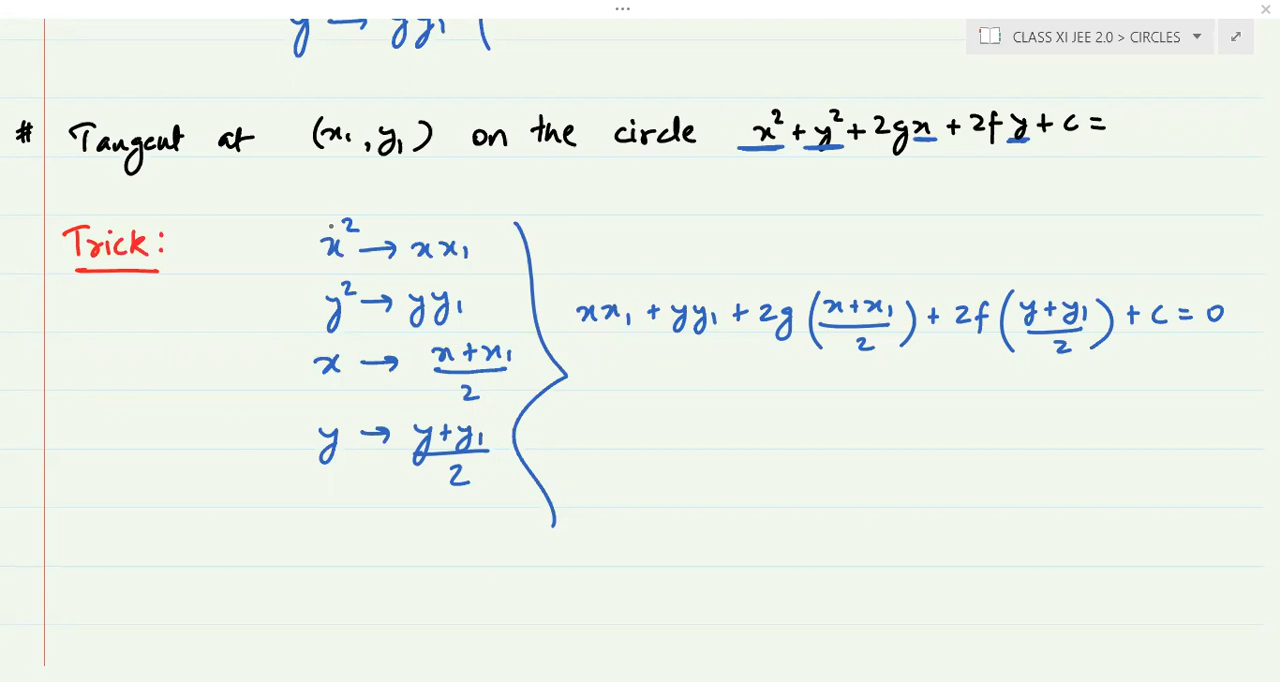 y → yy₁
CLASS XI JEE 2.0 > CIRCLES
# Tangent at (x₁, y₁) on the circle x² + y² + 2gx + 2fy + c =
Trick:
x² → xx₁
y² → yy₁
xx₁ + yy₁ + 2g((x+x₁)/2) + 2f((y+y₁)/2) + c = 0
x → (x+x₁)/2
y → (y+y₁)/2